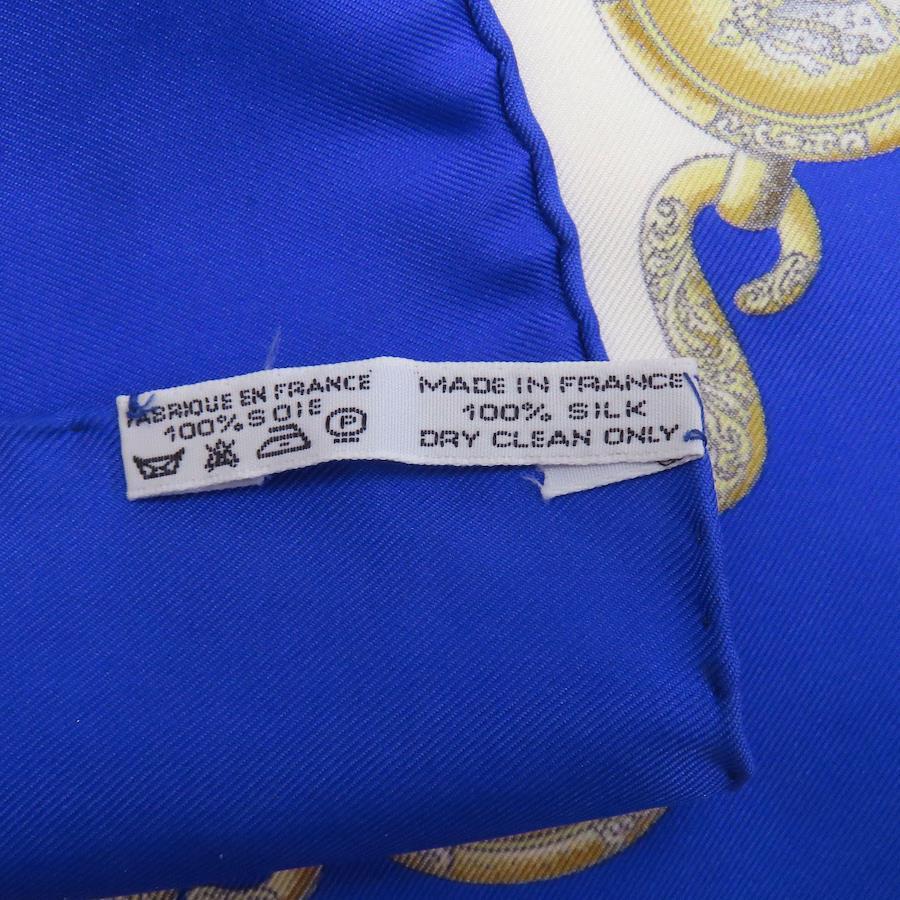 FABRIQUE EN FRANCE
100% SOIE
P
MADE IN FRANCE
100% SILK
DRY CLEAN ONLY